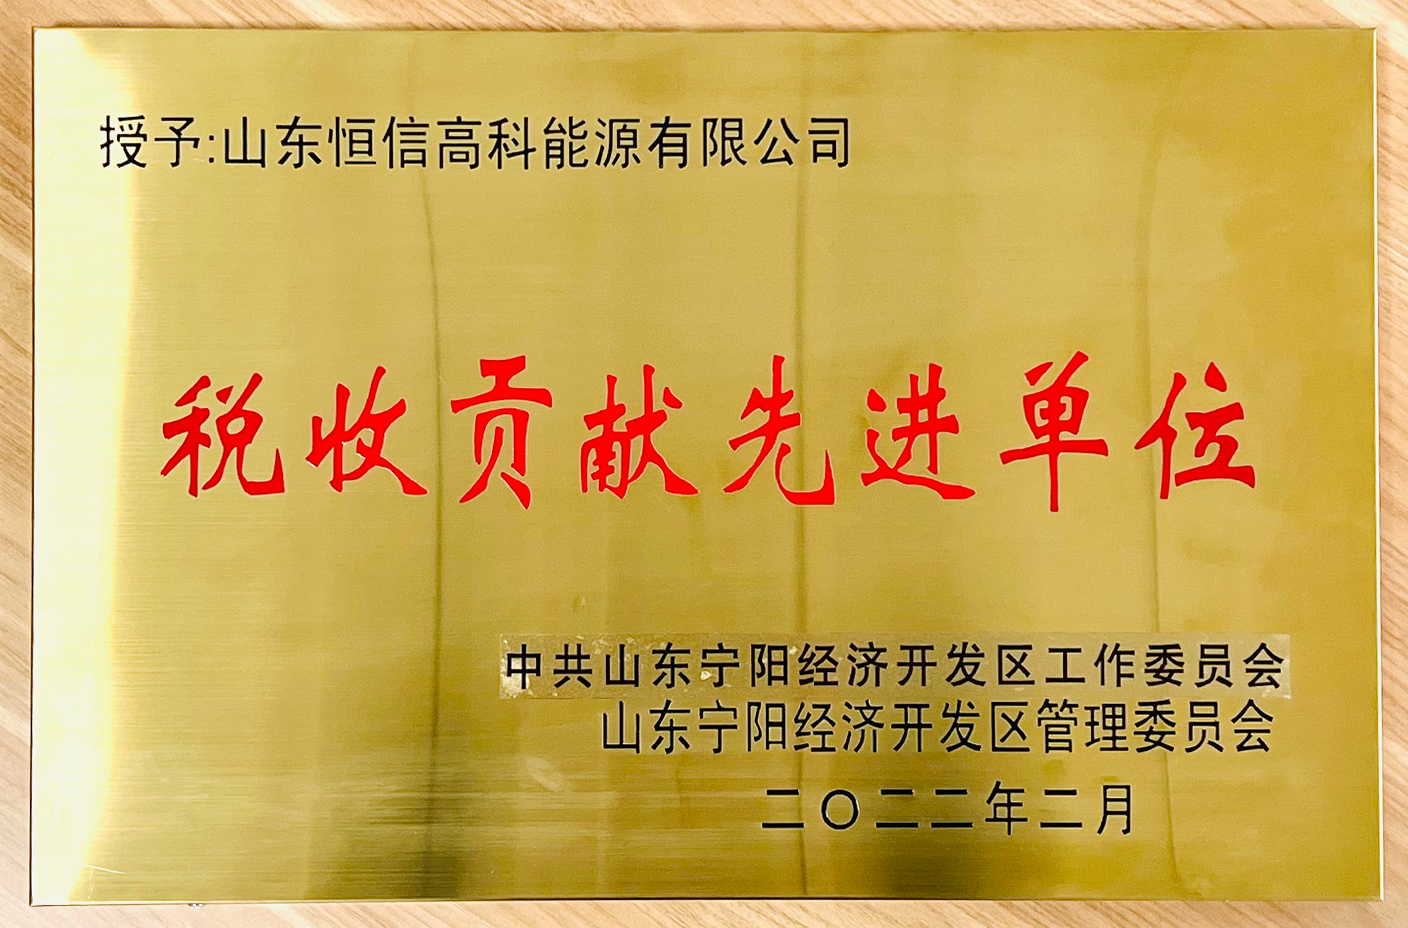 授予:山东恒信高科能源有限公司
税收贡献先进单位
中共山东宁阳经济开发区工作委员会
山东宁阳经济开发区管理委员会
二〇二二年二月